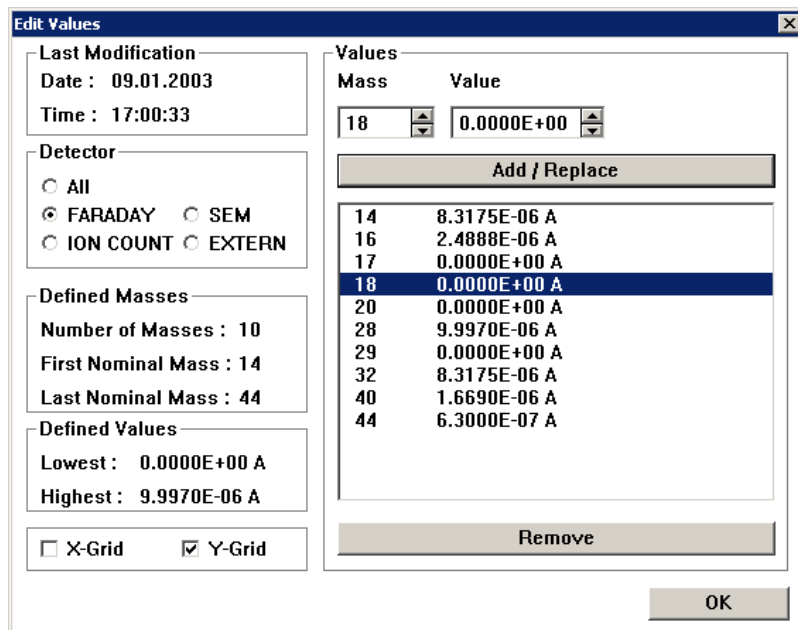 Edit Values
Last Modification
Date : 09.01.2003
Time : 17:00:33
Detector
All
FARADAY SEM
ION COUNT EXTERN
Defined Masses
Number of Masses : 10
First Nominal Mass : 14
Last Nominal Mass : 44
Defined Values
Lowest : 0.0000E+00 A
Highest : 9.9970E-06 A
X-Grid Y-Grid
Values
Mass Value
18 0.0000E+00
Add / Replace
14 8.3175E-06 A
16 2.4888E-06 A
17 0.0000E+00 A
18 0.0000E+00 A
20 0.0000E+00 A
28 9.9970E-06 A
29 0.0000E+00 A
32 8.3175E-06 A
40 1.6690E-06 A
44 6.3000E-07 A
Remove
OK